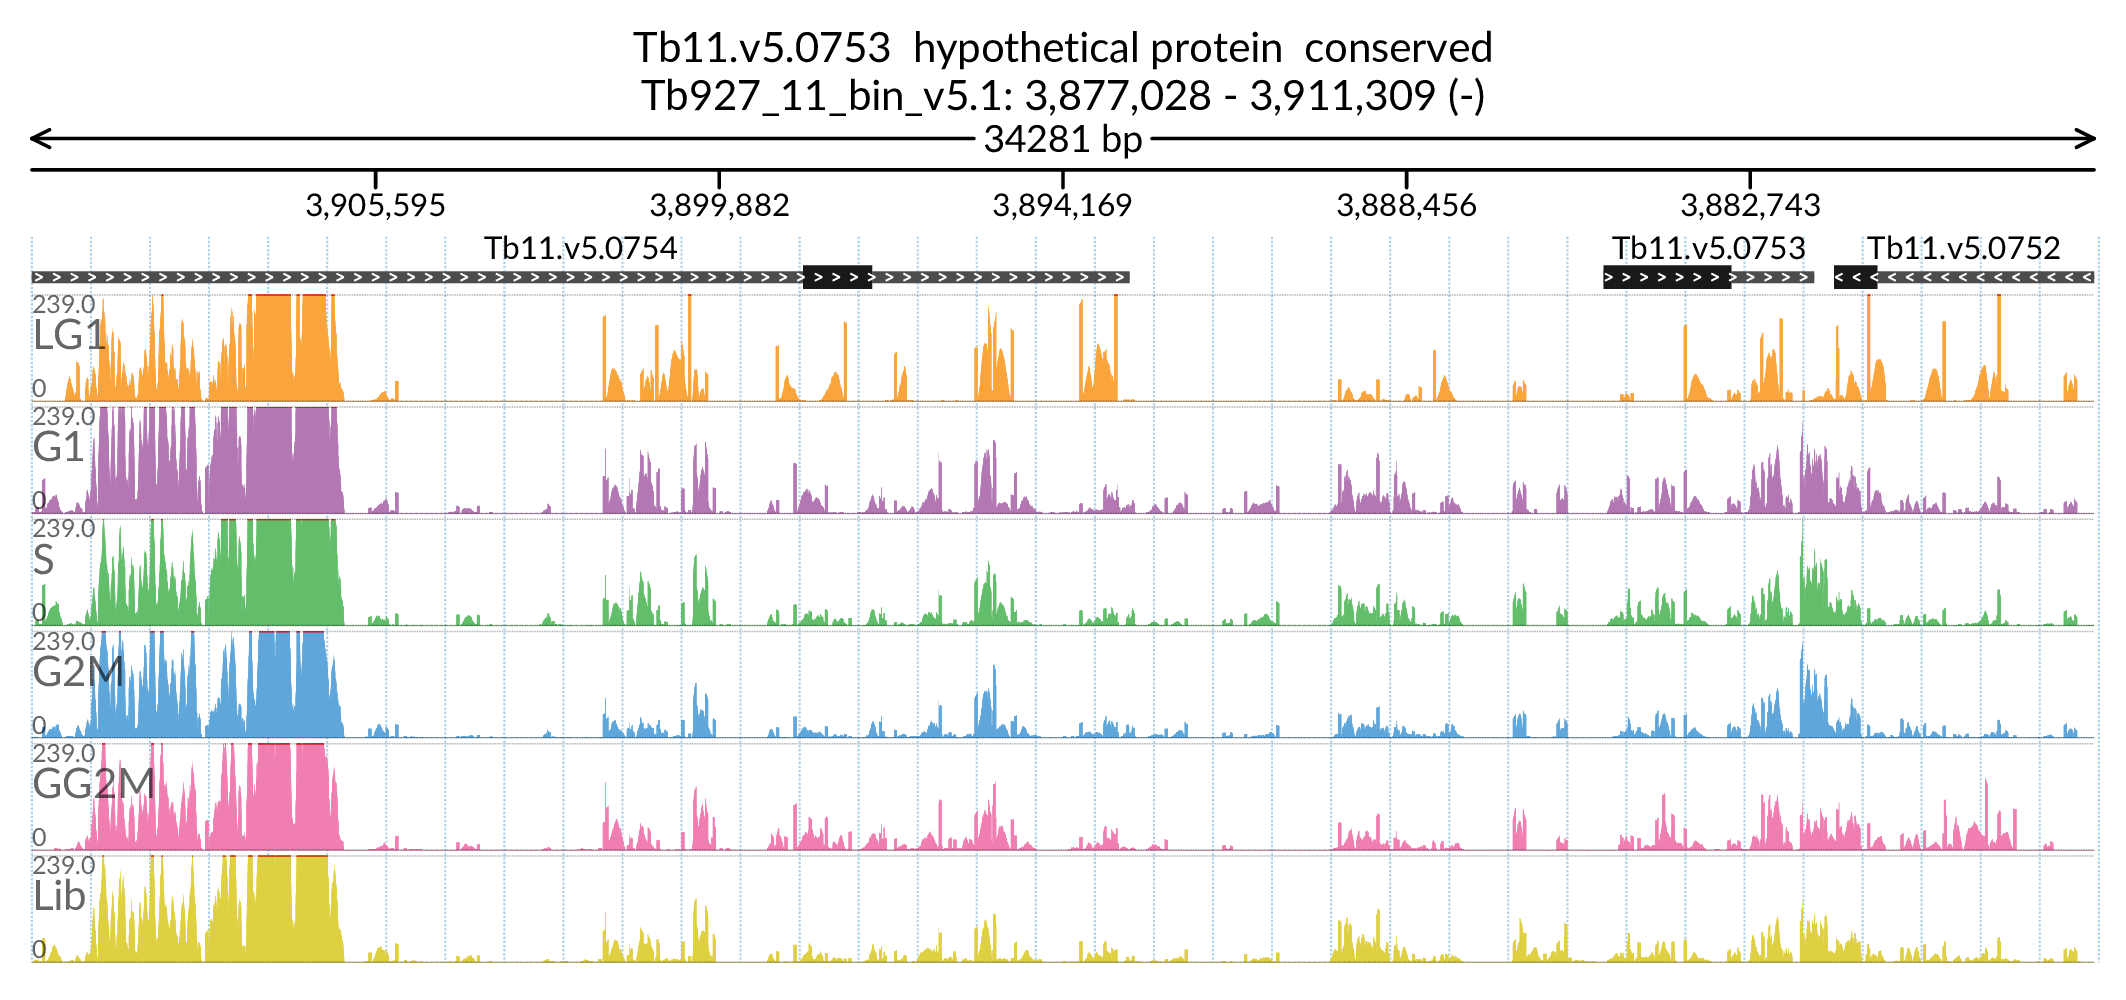 Tb11.v5.0753  hypothetical protein  conserved
Tb927_11_bin_v5.1: 3,877,028 - 3,911,309 (-)
34281 bp
3,905,595 3,899,882 3,894,169 3,888,456 3,882,743
Tb11.v5.0754 Tb11.v5.0753 Tb11.v5.0752
239.0
LG1
0
239.0
G1
0
239.0
S
0
239.0
G2M
0
239.0
GG2M
0
239.0
Lib
0